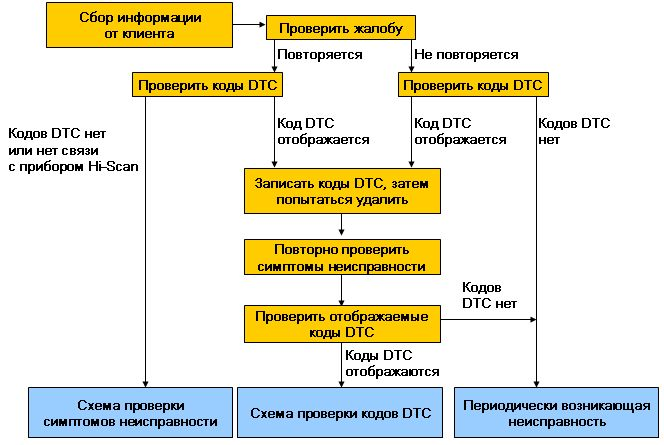 Сбор информации
от клиента
Проверить жалобу
Повторяется
Не повторяется
Проверить коды DTC
Проверить коды DTC
Кодов DTC нет
или нет связи
с прибором Hi-Scan
Код DTC
отображается
Код DTC
отображается
Кодов DTC
нет
Записать коды DTC, затем
попытаться удалить
Повторно проверить
симптомы неисправности
Кодов
DTC нет
Проверить отображаемые
коды DTC
Коды DTC
отображаются
Схема проверки
симптомов неисправности
Схема проверки кодов DTC
Периодически возникающая
неисправность